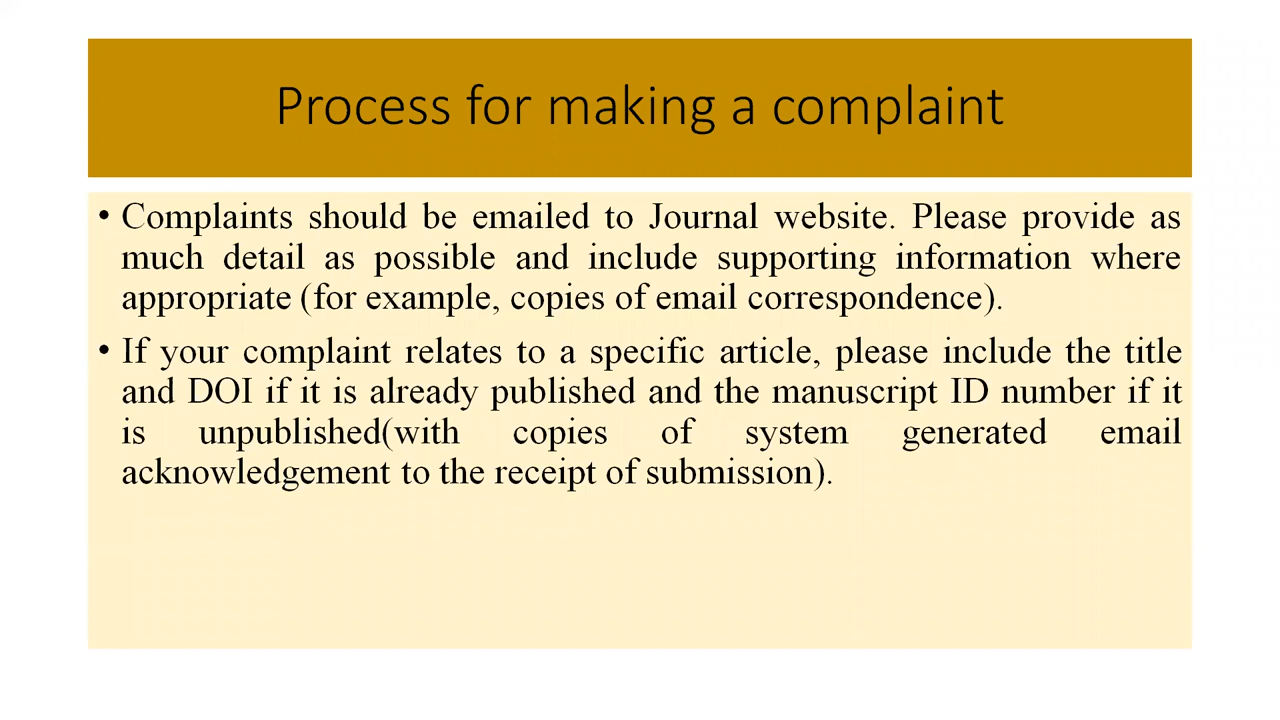 Process for making a complaint
• Complaints should be emailed to Journal website. Please provide as
much detail as possible and include supporting information where
appropriate (for example, copies of email correspondence).
• If your complaint relates to a specific article, please include the title
and DOI if it is already published and the manuscript ID number if it
is unpublished(with copies of system generated email
acknowledgement to the receipt of submission).